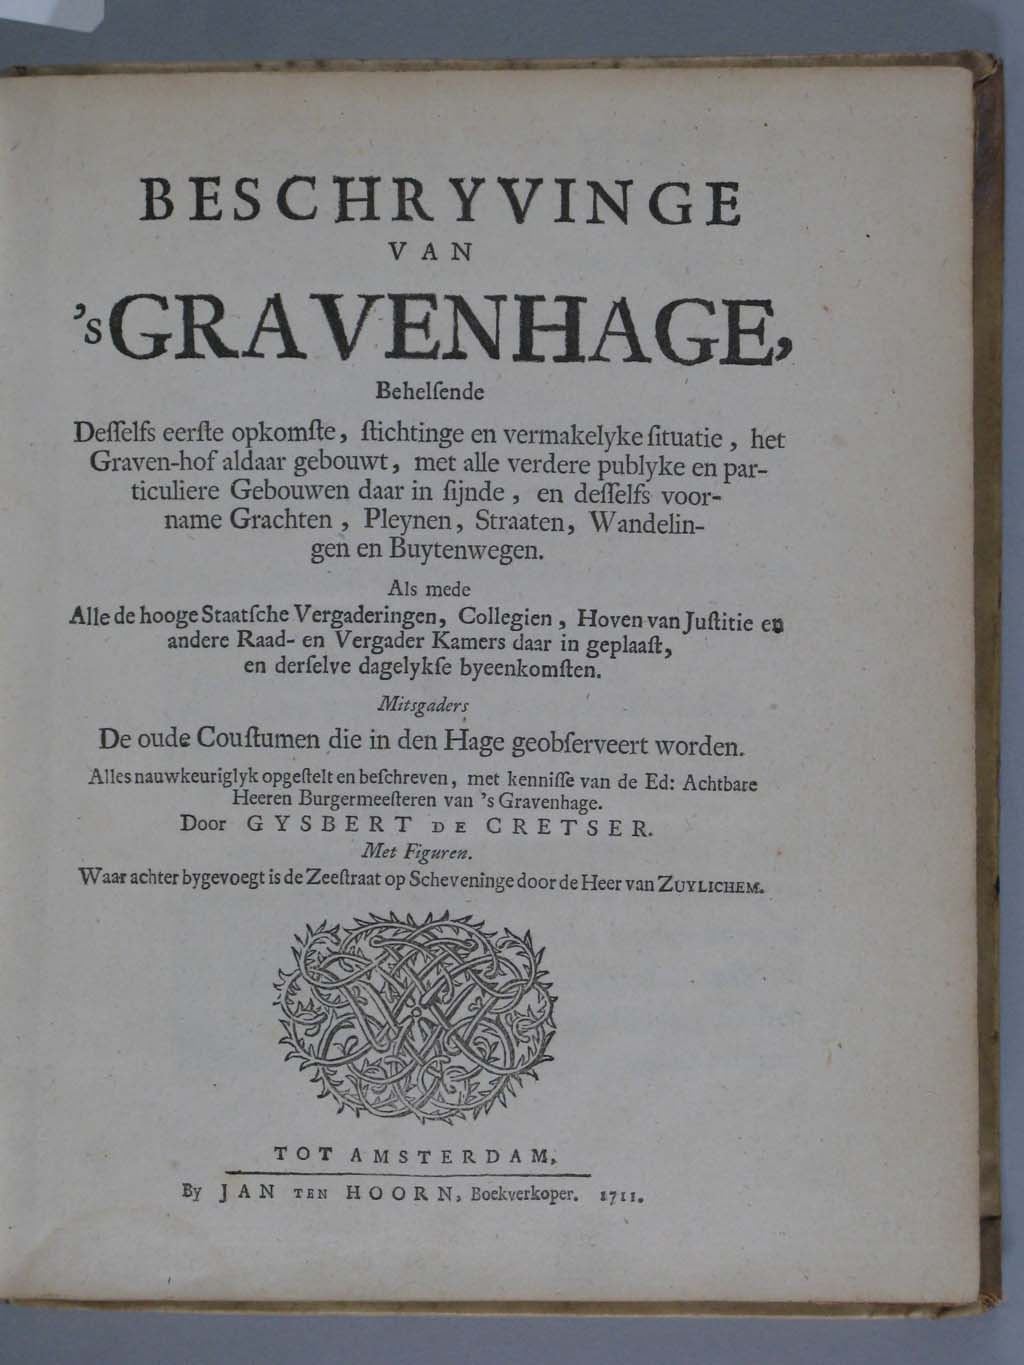 BESCHRYVINGE
VAN
'sGRAVENHAGE,
Behelſende
Deſſelfs eerſte opkomſte, ſtichtinge en vermakelyke ſituatie, het
Graven-hof aldaar gebouwt, met alle verdere publyke en par-
ticuliere Gebouwen daar in ſijnde, en deſſelfs voor-
name Grachten, Pleynen, Straaten, Wandelin-
gen en Buytenwegen.
Als mede
Alle de hooge Staatſche Vergaderingen, Collegien, Hoven van Juſtitie en
andere Raad- en Vergader Kamers daar in geplaaſt,
en derſelve dagelykſe byeenkomſten.
Mitsgaders
De oude Couſtumen die in den Hage geobſerveert worden.
Alles nauwkeuriglyk opgeſtelt en beſchreven, met kenniſſe van de Ed: Achtbare
Heeren Burgermeeſteren van 's Gravenhage.
Door GYSBERT DE CRETSER.
Met Figuren.
Waar achter bygevoegt is de Zeeſtraat op Scheveninge door de Heer van ZUYLICHEM.
TOT AMSTERDAM,
By JAN TEN HOORN, Boekverkoper. 1711.